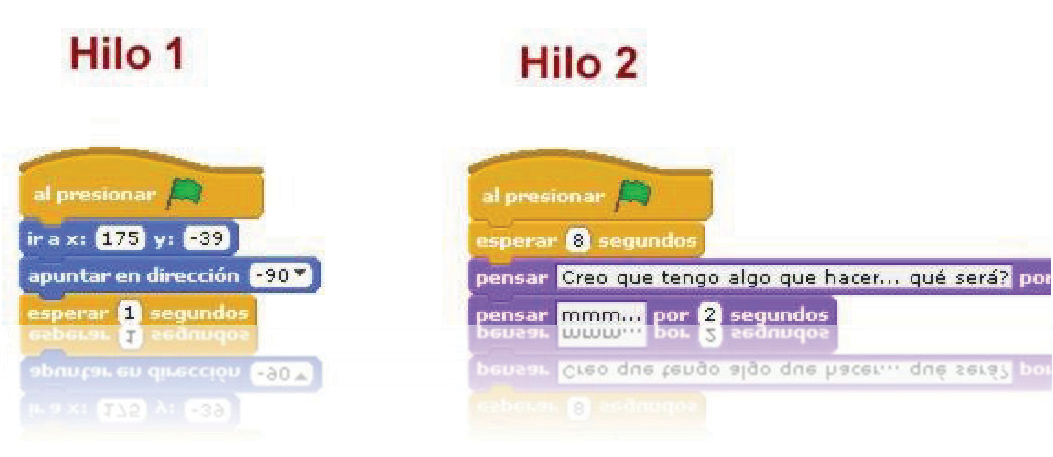 Hilo 1
al presionar
ir a x: 175 y: -39
apuntar en dirección -90
esperar 1 segundos
Hilo 2
al presionar
esperar 8 segundos
pensar Creo que tengo algo que hacer... qué será? por
pensar mmm... por 2 segundos